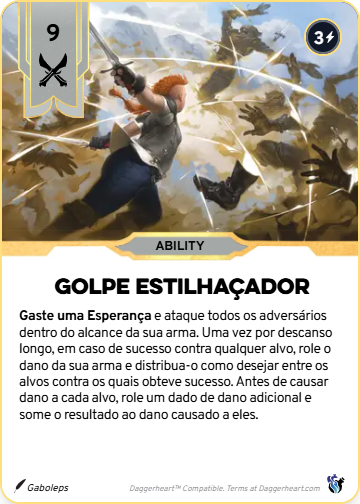 9
3
ABILITY
GOLPE ESTILHAÇADOR
Gaste uma Esperança e ataque todos os adversários
dentro do alcance da sua arma. Uma vez por descanso
longo, em caso de sucesso contra qualquer alvo, role o
dano da sua arma e distribua-o como desejar entre os
alvos contra os quais obteve sucesso. Antes de causar
dano a cada alvo, role um dado de dano adicional e
some o resultado ao dano causado a eles.
Gaboleps
Daggerheart™ Compatible. Terms at Daggerheart.com